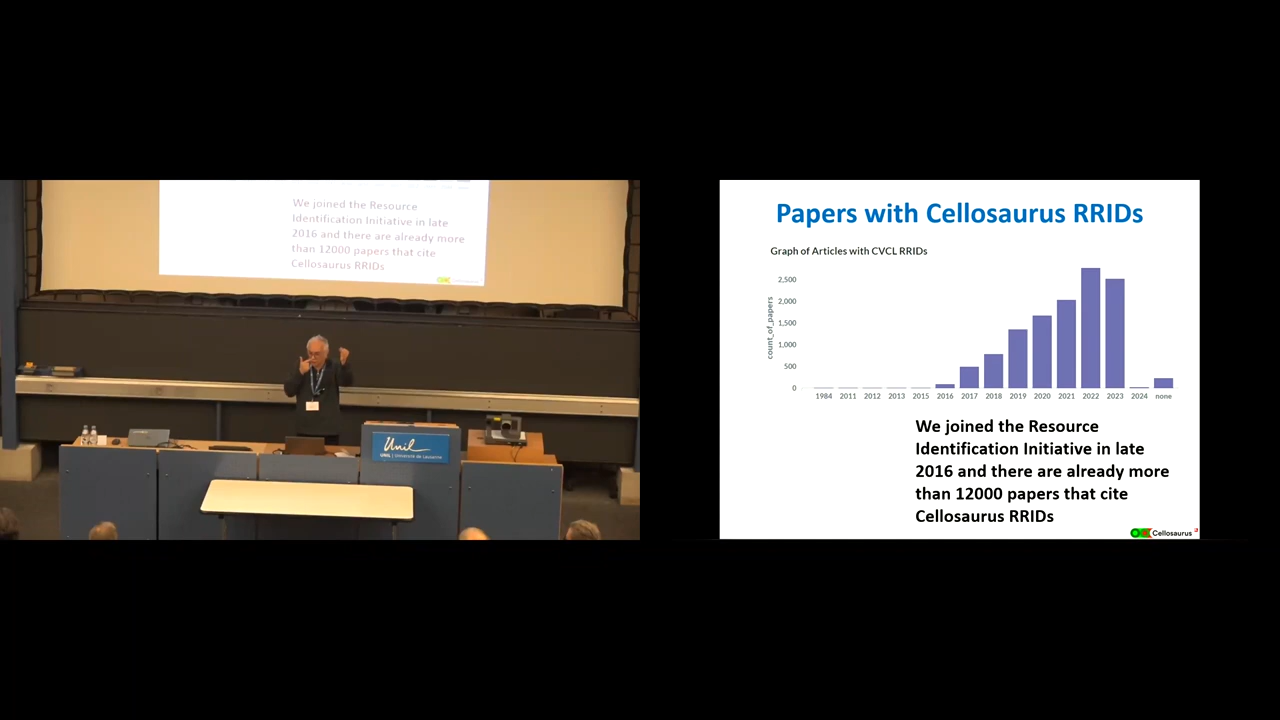 We joined the Resource
Identification Initiative in late
2016 and there are already more
than 12000 papers that cite
Cellosaurus RRIDs
Unil
UNIL | Université de Lausanne
Papers with Cellosaurus RRIDs
Graph of Articles with CVCL RRIDs
count_of_papers
2,500
2,000
1,500
1,000
500
0
1984 2011 2012 2013 2015 2016 2017 2018 2019 2020 2021 2022 2023 2024 none
We joined the Resource
Identification Initiative in late
2016 and there are already more
than 12000 papers that cite
Cellosaurus RRIDs
Cellosaurus